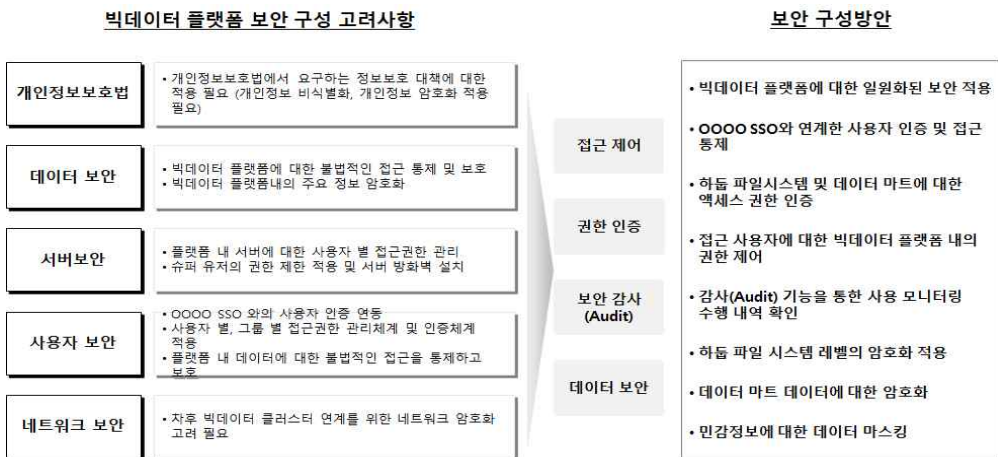 빅데이터 플랫폼 보안 구성 고려사항
보안 구성방안
개인정보보호법
• 개인정보보호법에서 요구하는 정보보호 대책에 대한
적용 필요 (개인정보 비식별화, 개인정보 암호화 적용
필요)
데이터 보안
• 빅데이터 플랫폼에 대한 불법적인 접근 통제 및 보호
• 빅데이터 플랫폼내의 주요 정보 암호화
서버보안
• 플랫폼 내 서버에 대한 사용자 별 접근권한 관리
• 슈퍼 유저의 권한 제한 적용 및 서버 방화벽 설치
사용자 보안
• OOOO SSO 와의 사용자 인증 연동
• 사용자 별, 그룹 별 접근권한 관리체계 및 인증체계
적용
• 플랫폼 내 데이터에 대한 불법적인 접근을 통제하고
보호
네트워크 보안
• 차후 빅데이터 클러스터 연계를 위한 네트워크 암호화
고려 필요
접근 제어
권한 인증
보안 감사
(Audit)
데이터 보안
• 빅데이터 플랫폼에 대한 일원화된 보안 적용
• OOOO SSO와 연계한 사용자 인증 및 접근
통제
• 하둡 파일시스템 및 데이터 마트에 대한
액세스 권한 인증
• 접근 사용자에 대한 빅데이터 플랫폼 내의
권한 제어
• 감사(Audit) 기능을 통한 사용 모니터링
수행 내역 확인
• 하둡 파일 시스템 레벨의 암호화 적용
• 데이터 마트 데이터에 대한 암호화
• 민감정보에 대한 데이터 마스킹